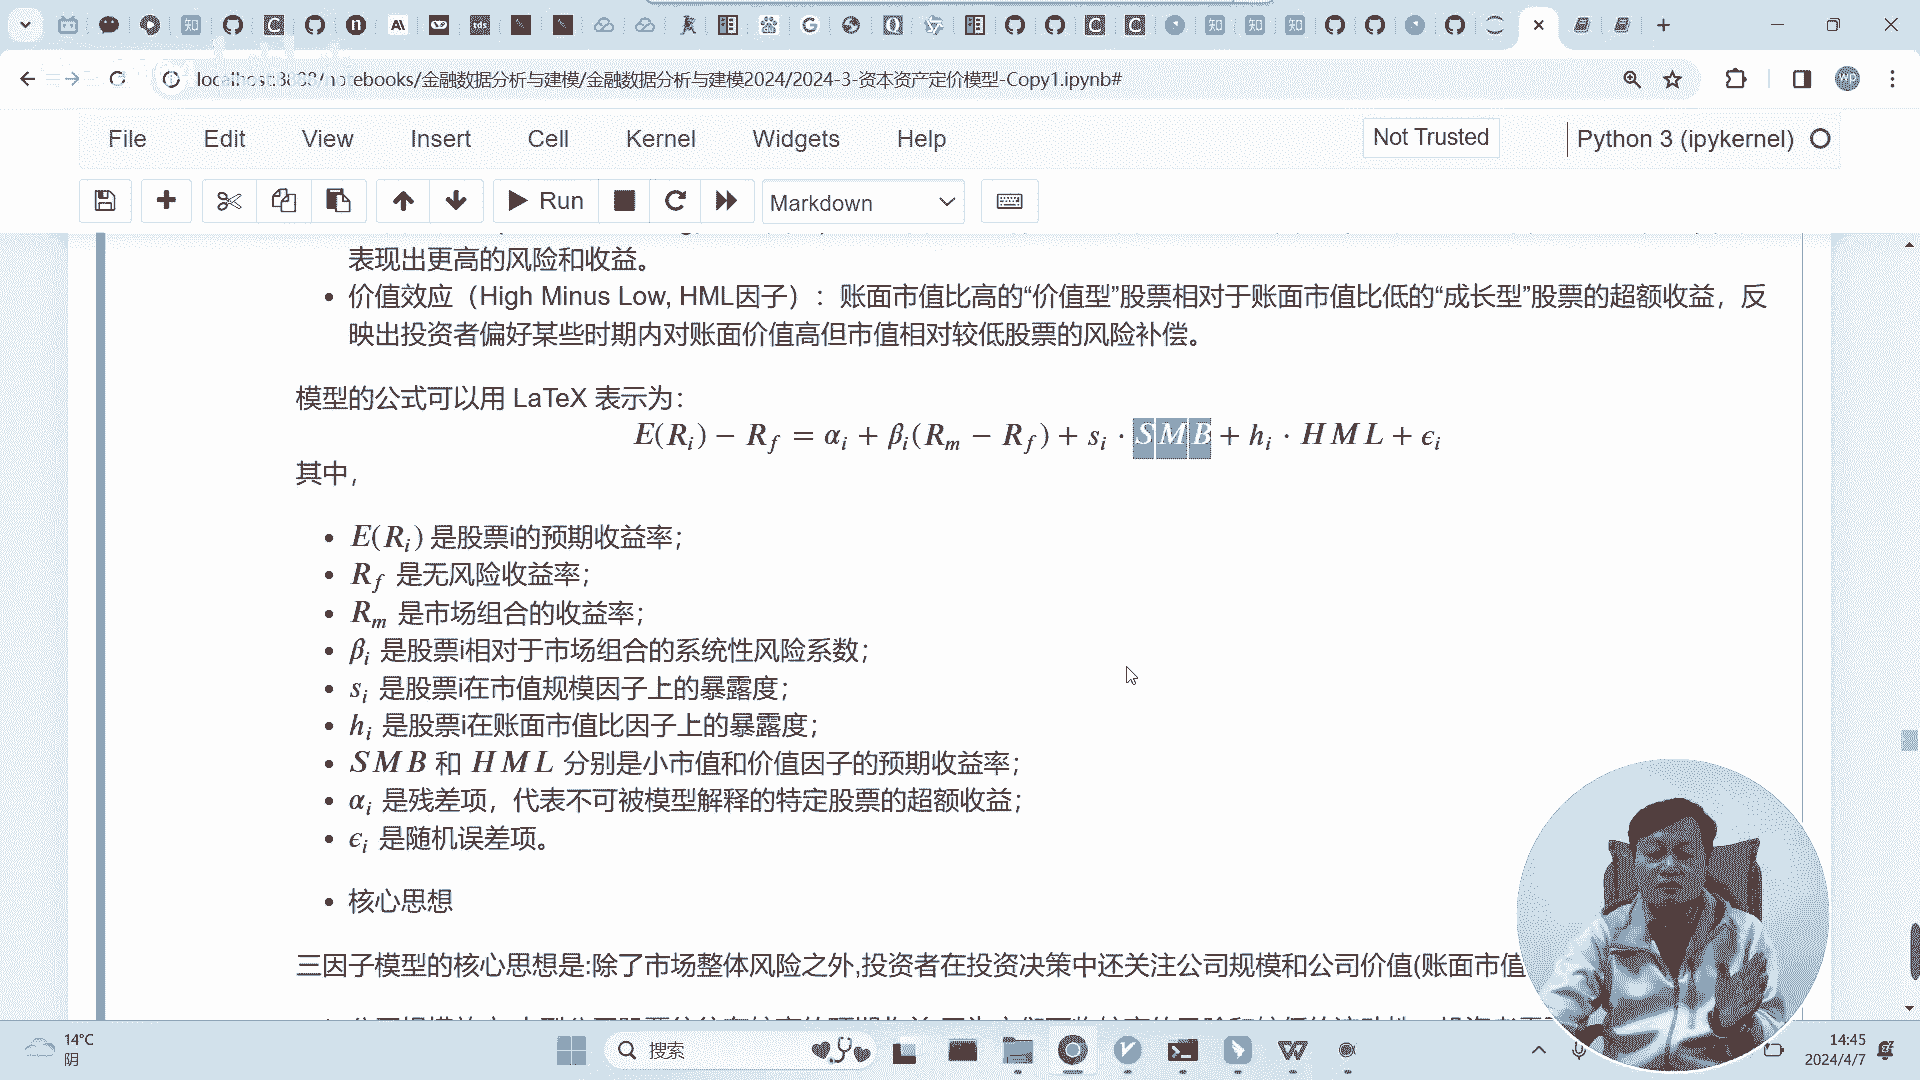 localhost:8888/notebooks/金融数据分析与建模/金融数据分析与建模2024/2024-3-资本资产定价模型-Copy1.ipynb#
File Edit View Insert Cell Kernel Widgets Help Not Trusted Python 3 (ipykernel)
Run Markdown
表现出更高的风险和收益。
• 价值效应（High Minus Low, HML因子）：账面市值比高的“价值型”股票相对于账面市值比低的“成长型”股票的超额收益，反
映出投资者偏好某些时期内对账面价值高但市值相对较低股票的风险补偿。
模型的公式可以用 LaTeX 表示为：
E(Rᵢ) − R_f = αᵢ + βᵢ(R_m − R_f) + sᵢ · SMB + hᵢ · HML + ϵᵢ
其中，
• E(Rᵢ) 是股票i的预期收益率；
• R_f 是无风险收益率；
• R_m 是市场组合的收益率；
• βᵢ 是股票i相对于市场组合的系统性风险系数；
• sᵢ 是股票i在市值规模因子上的暴露度；
• hᵢ 是股票i在账面市值比因子上的暴露度；
• SMB 和 HML 分别是小市值和价值因子的预期收益率；
• αᵢ 是残差项，代表不可被模型解释的特定股票的超额收益；
• ϵᵢ 是随机误差项。
• 核心思想
三因子模型的核心思想是:除了市场整体风险之外,投资者在投资决策中还关注公司规模和公司价值(账面市值
14°C
阴
搜索
14:45
2024/4/7